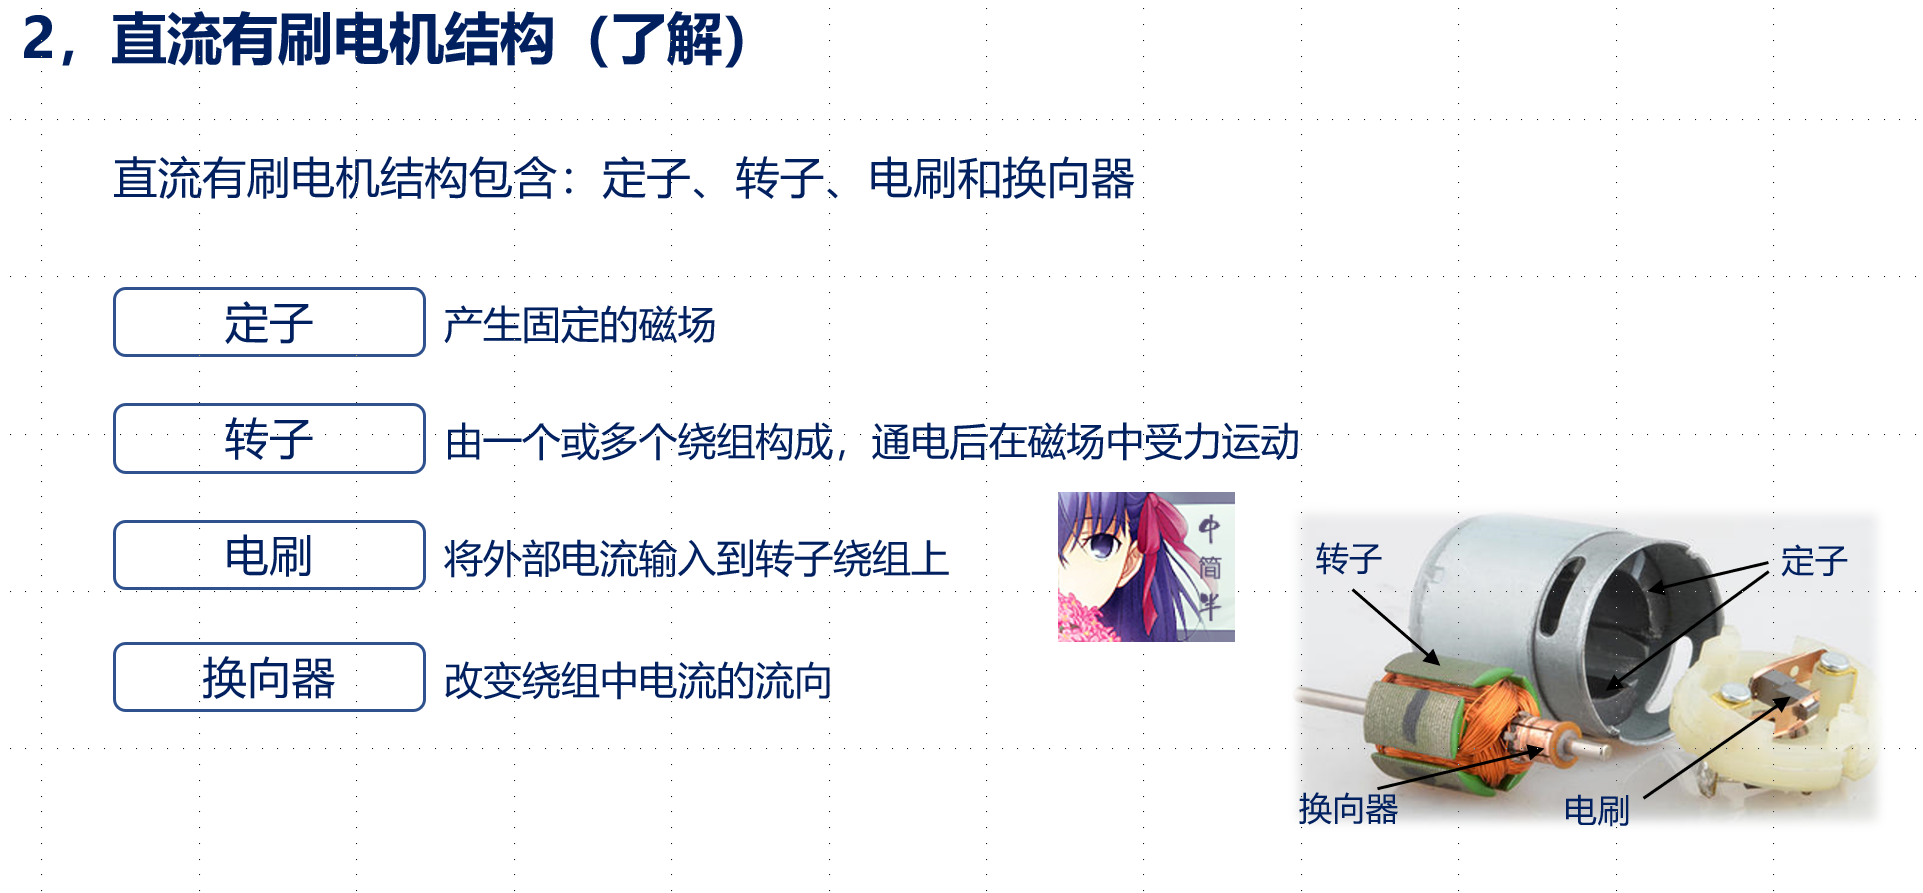 2，直流有刷电机结构（了解）
直流有刷电机结构包含：定子、转子、电刷和换向器
定子
产生固定的磁场
转子
由一个或多个绕组构成，通电后在磁场中受力运动
电刷
将外部电流输入到转子绕组上
换向器
改变绕组中电流的流向
中
简
半
转子
定子
换向器
电刷